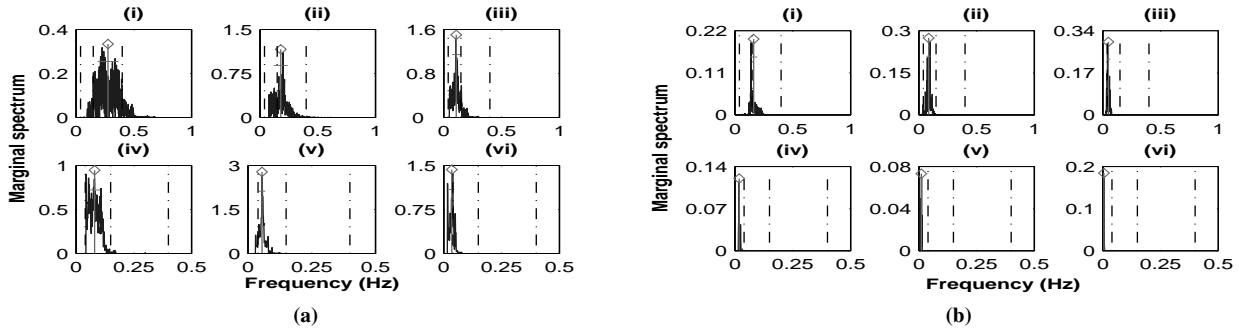 (i) (ii) (iii)
0.4 1.5 1.6
0.2 0.75 0.8
0 0 0
0 0.5 1 0 0.5 1 0 0.5 1
(iv) (v) (vi)
1 3 1.5
0.5 1.5 0.75
0 0 0
0 0.25 0.5 0 0.25 0.5 0 0.25 0.5
Marginal spectrum
Frequency (Hz)
(a)
(i) (ii) (iii)
0.22 0.3 0.34
0.11 0.15 0.17
0 0 0
0 0.5 1 0 0.5 1 0 0.5 1
(iv) (v) (vi)
0.14 0.08 0.2
0.07 0.04 0.1
0 0 0
0 0.25 0.5 0 0.25 0.5 0 0.25 0.5
Marginal spectrum
Frequency (Hz)
(b)